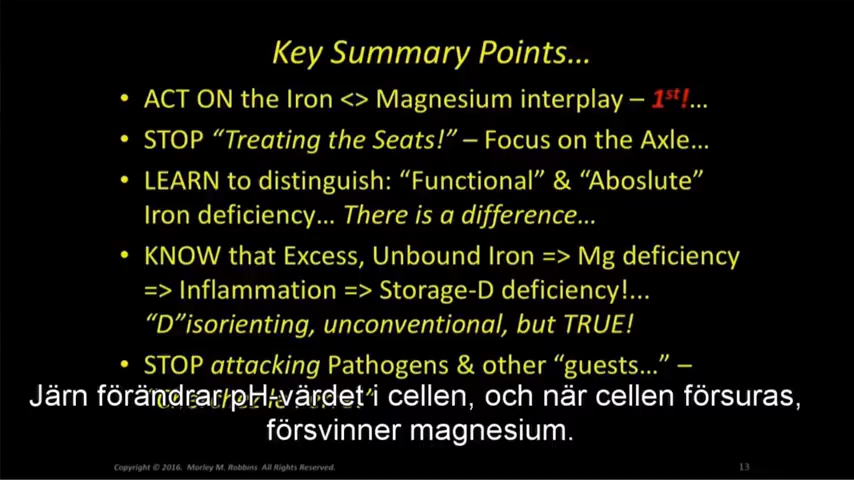 Key Summary Points...
• ACT ON the Iron <> Magnesium interplay – 1st!...
• STOP “Treating the Seats!” – Focus on the Axle...
• LEARN to distinguish: “Functional” & “Aboslute”
Iron deficiency... There is a difference...
• KNOW that Excess, Unbound Iron => Mg deficiency
=> Inflammation => Storage-D deficiency!...
“D”isorienting, unconventional, but TRUE!
• STOP attacking Pathogens & other “guests...” –
Järn förändrar pH-värdet i cellen, och när cellen försuras,
försvinner magnesium.
Copyright © 2016. Morley M. Robbins All Rights Reserved.
13